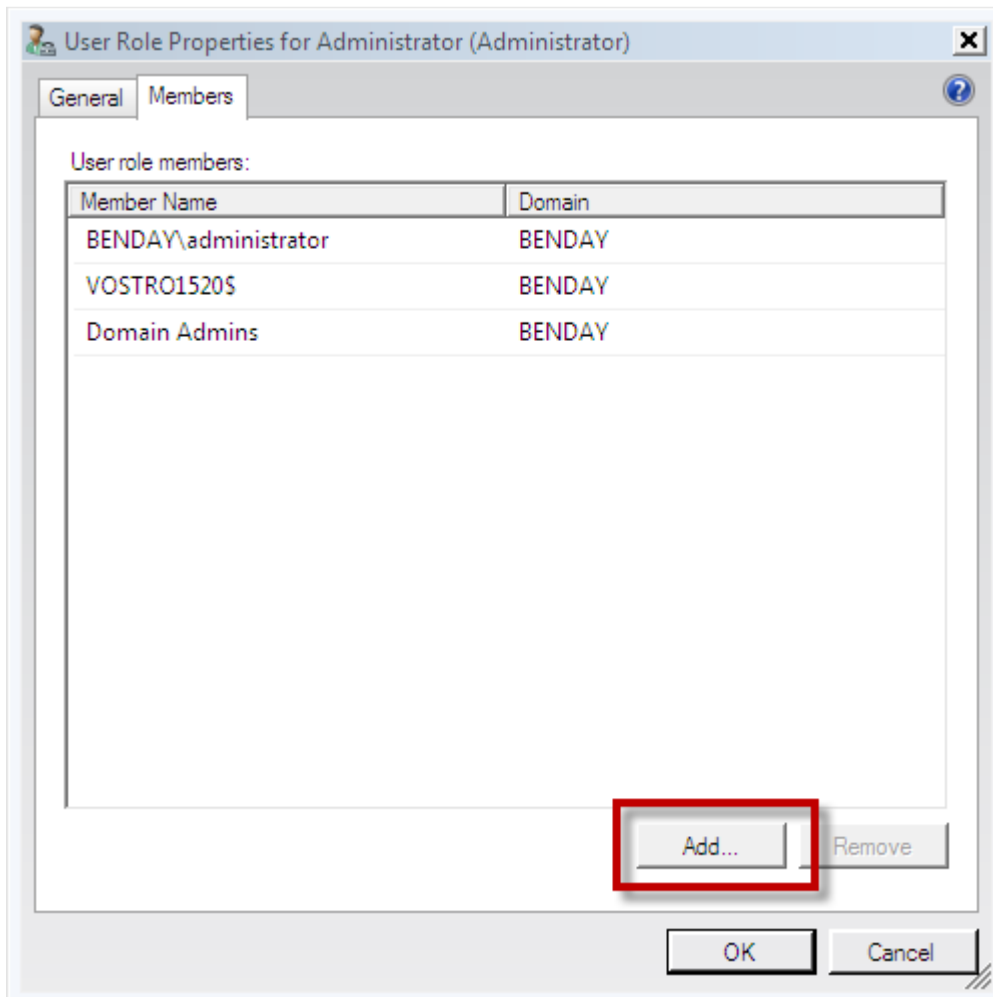 User Role Properties for Administrator (Administrator)
General Members
User role members:
Member Name Domain
BENDAY\administrator BENDAY
VOSTRO1520$ BENDAY
Domain Admins BENDAY
Add... Remove
OK Cancel